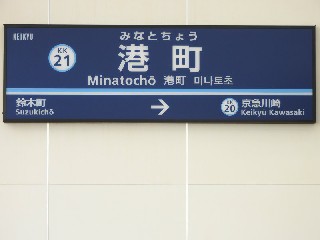 KEIKYU
みなとちょう
KK
21
港町
Minatochō 港町 미나토초
鈴木町
Suzukichō
→
KK
20
京急川崎
Keikyu Kawasaki